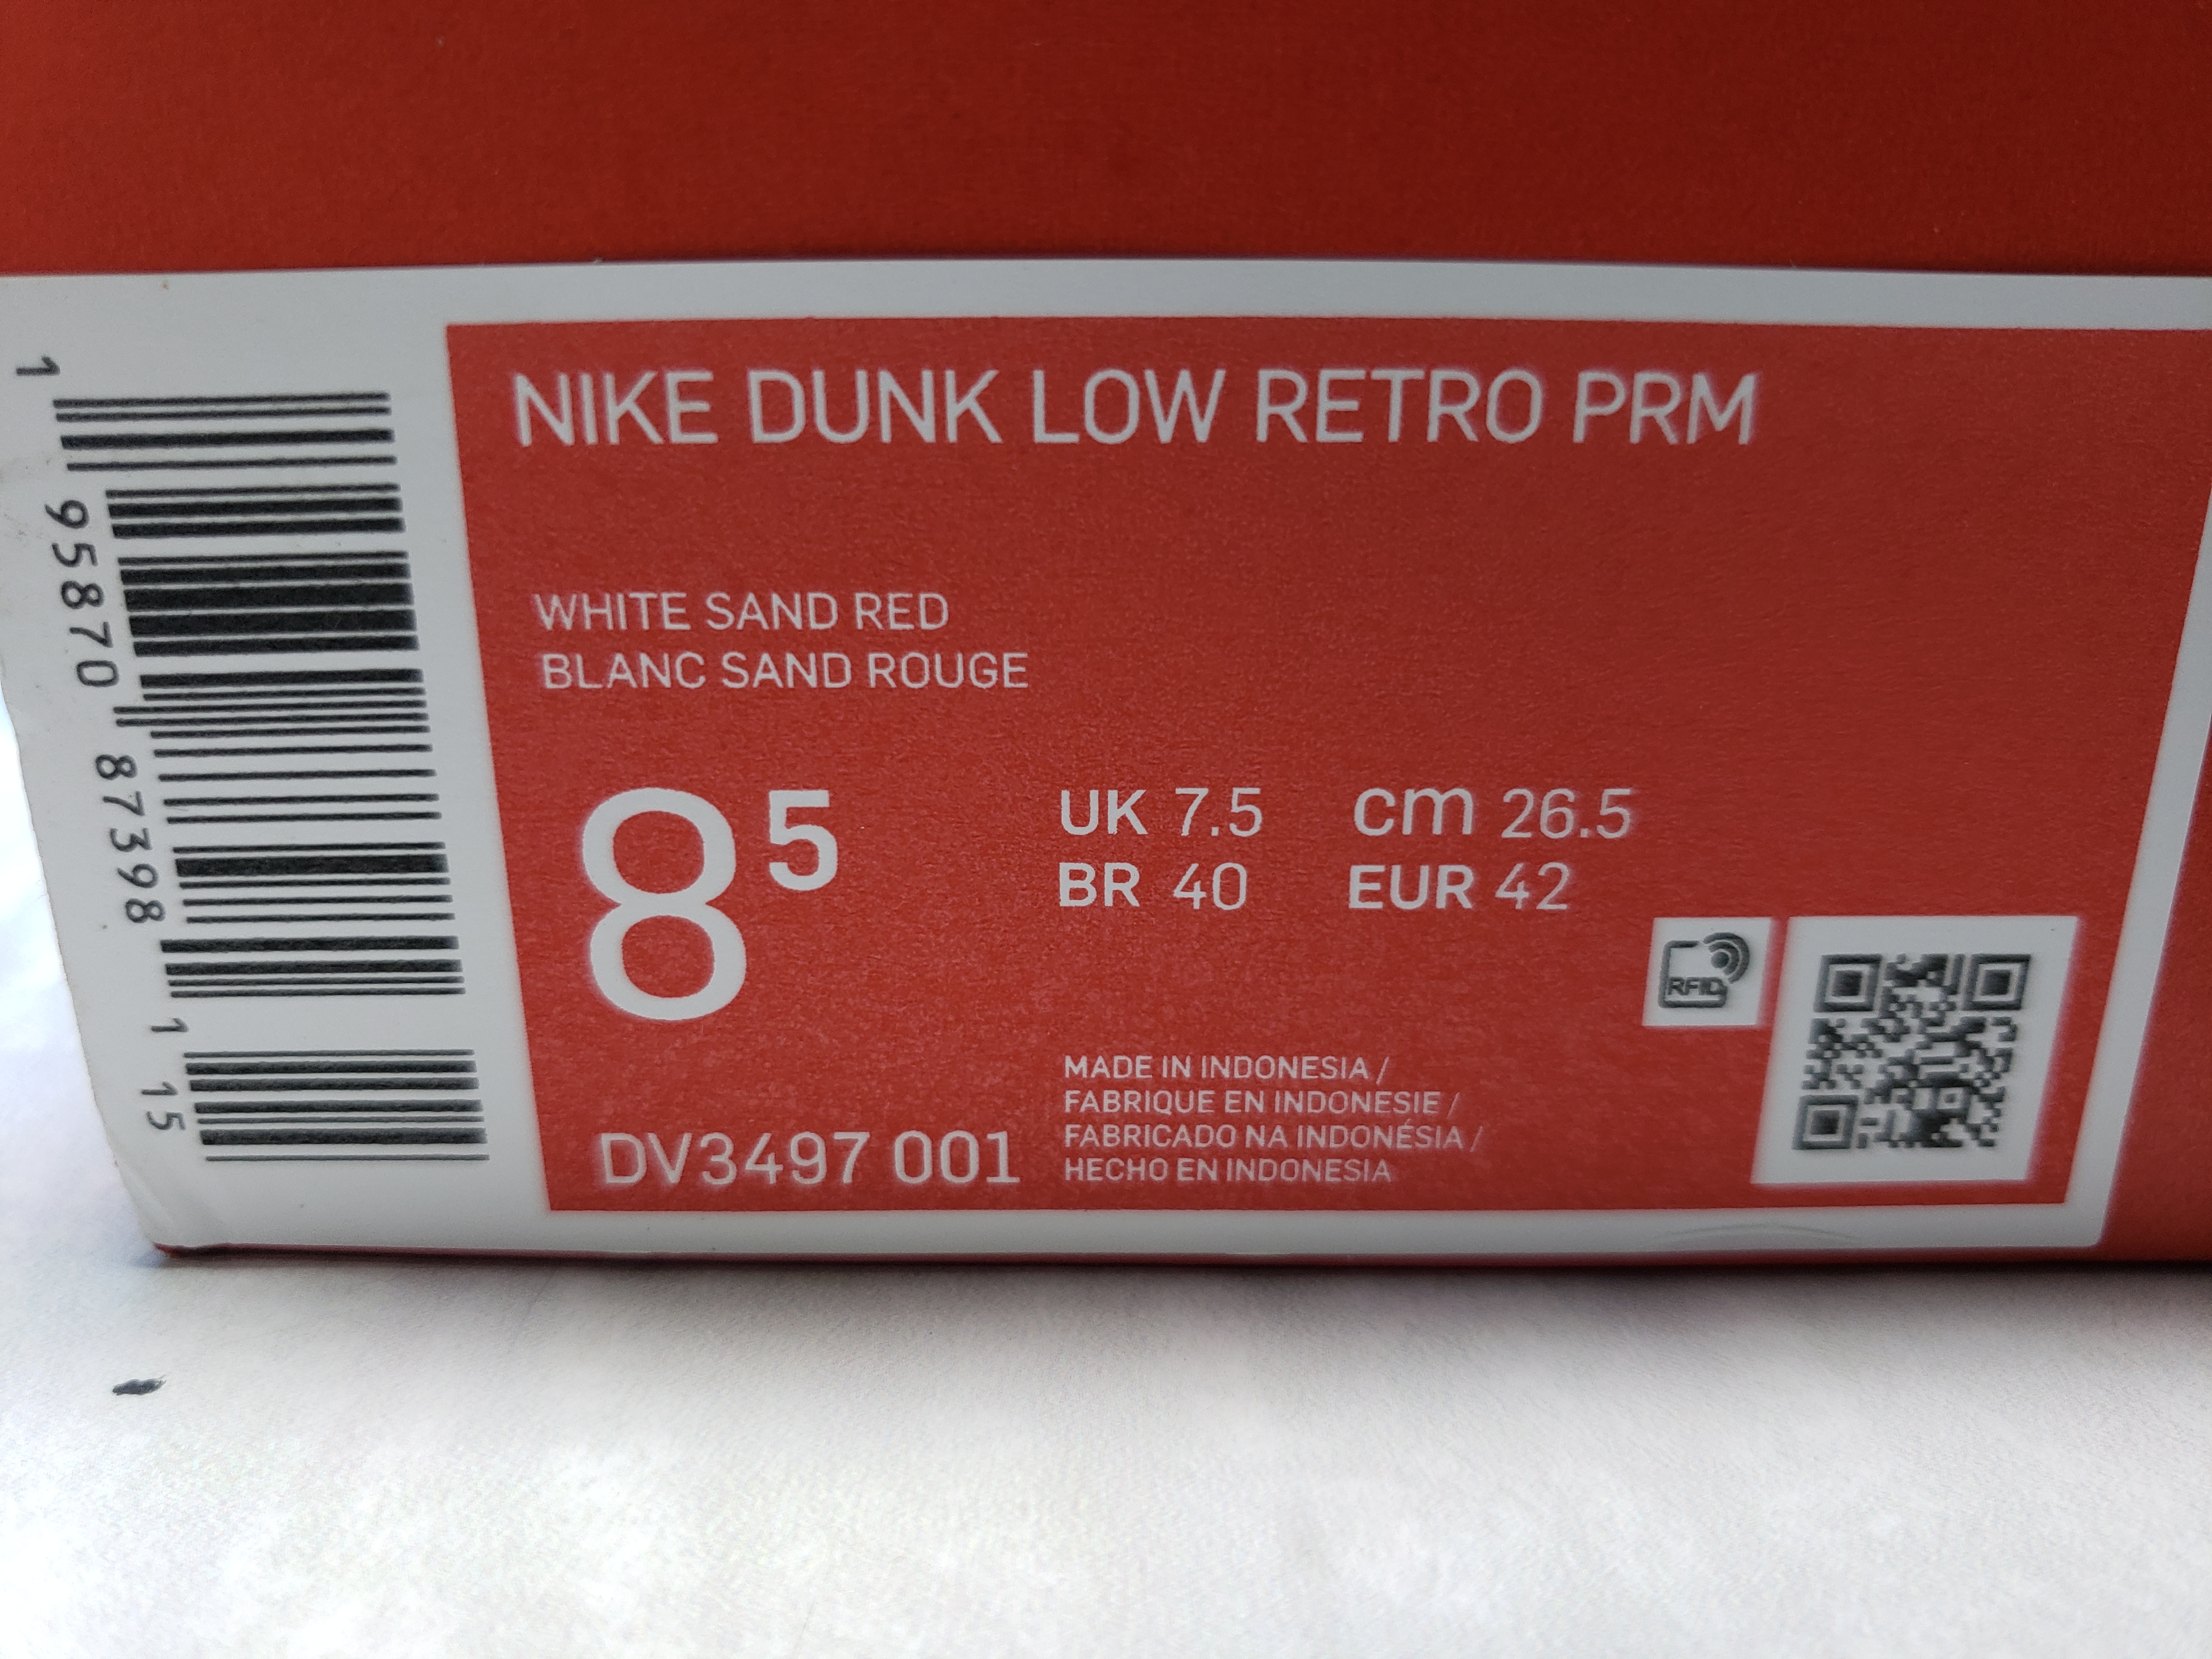 NIKE DUNK LOW RETRO PRM
WHITE SAND RED
BLANC SAND ROUGE
8 5
UK 7.5 cm 26.5
BR 40 EUR 42
RFID
DV3497 001
MADE IN INDONESIA /
FABRIQUE EN INDONESIE /
FABRICADO NA INDONÉSIA /
HECHO EN INDONESIA
1 95870 87398 1 15